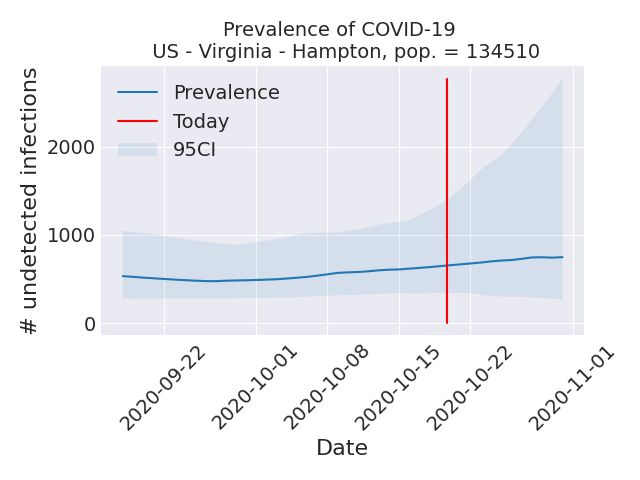 Prevalence of COVID-19
US - Virginia - Hampton, pop. = 134510
Prevalence
Today
95CI
# undetected infections
2000
1000
0
2020-09-22
2020-10-01
2020-10-08
2020-10-15
2020-10-22
2020-11-01
Date